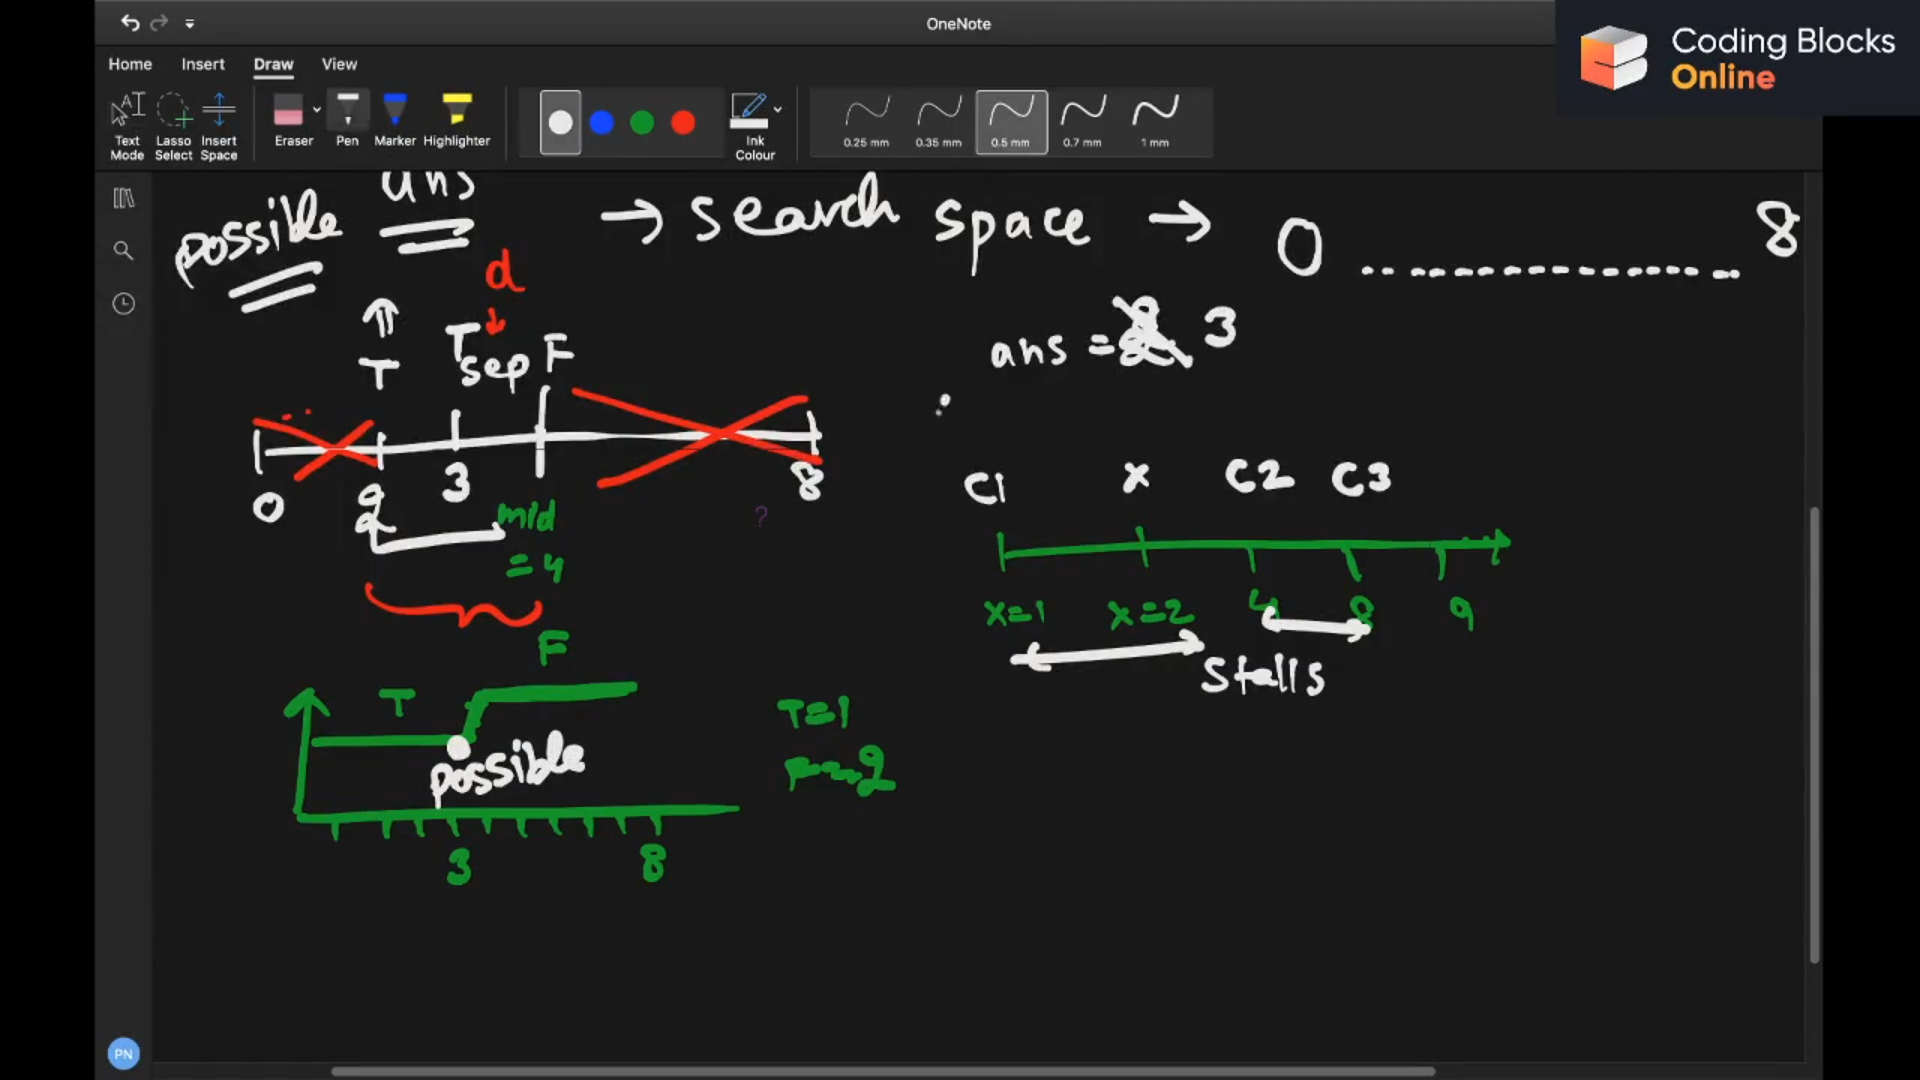 OneNote
Coding Blocks
Online
Home Insert Draw View
Text Mode
Lasso Select
Insert Space
Eraser
Pen
Marker
Highlighter
Ink Colour
0.25 mm
0.35 mm
0.5 mm
0.7 mm
1 mm
possible ans → search space → 0 8
d
T T sep F
ans = 2 3
0 2 3 8
mid
= 4
?
C1 x C2 C3
x=1 x=2 4 8 9
Stalls
F
T
possible
3 8
T=1
F=2
PN